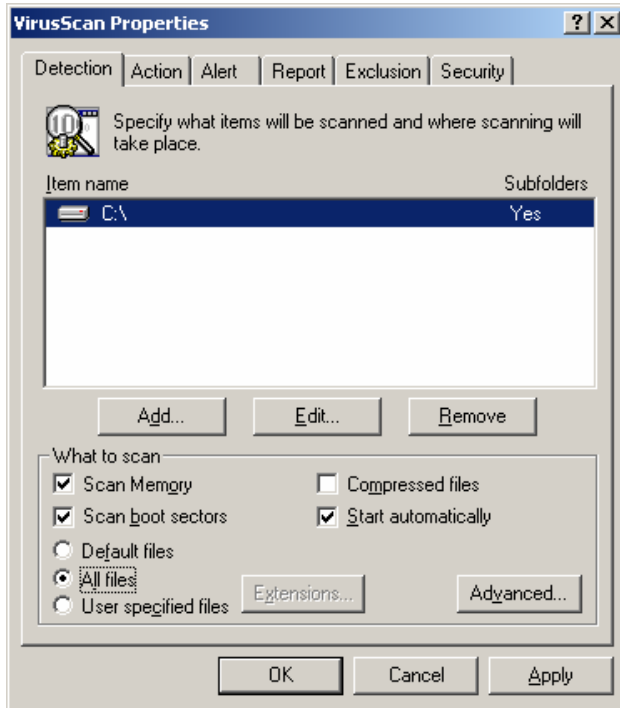 VirusScan Properties
Detection Action Alert Report Exclusion Security
Specify what items will be scanned and where scanning will
take place.
Item name Subfolders
C:\ Yes
Add... Edit... Remove
What to scan
Scan Memory Compressed files
Scan boot sectors Start automatically
Default files
All files
User specified files Extensions... Advanced...
OK Cancel Apply